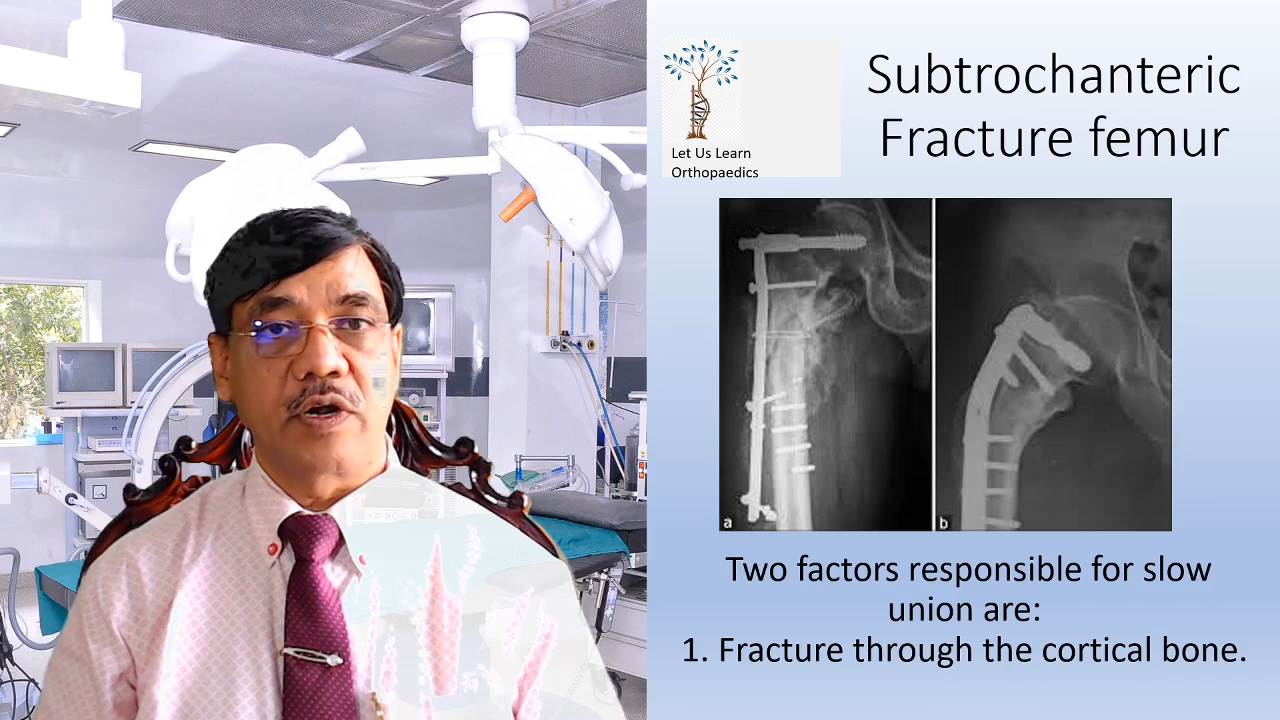 Subtrochanteric
Fracture femur
Let Us Learn
Orthopaedics
a
b
Two factors responsible for slow
union are:
1. Fracture through the cortical bone.